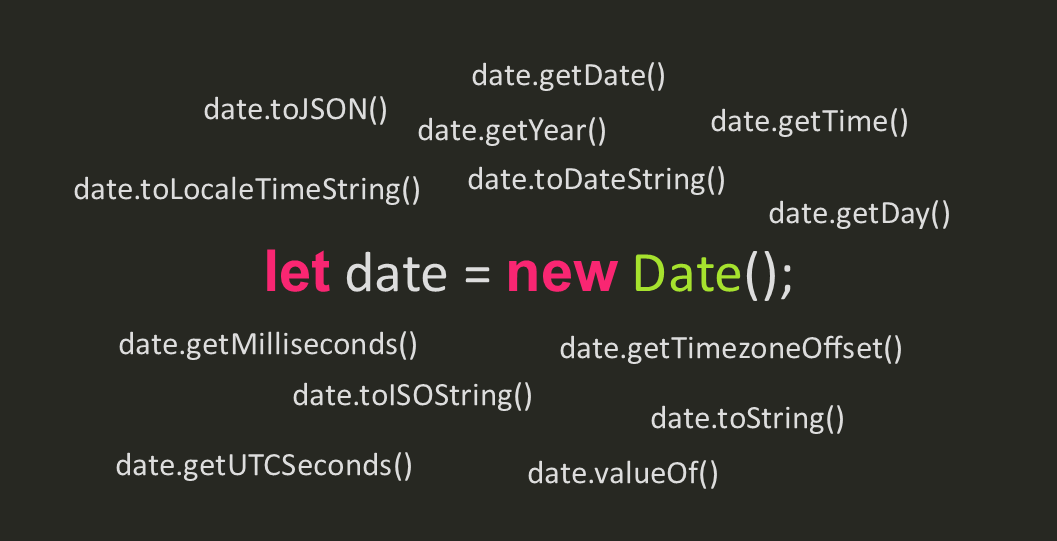 date.getDate()
date.toJSON()
date.getYear()
date.getTime()
date.toLocaleTimeString()
date.toDateString()
date.getDay()
let date = new Date();
date.getMilliseconds()
date.getTimezoneOffset()
date.toISOString()
date.toString()
date.getUTCSeconds()
date.valueOf()